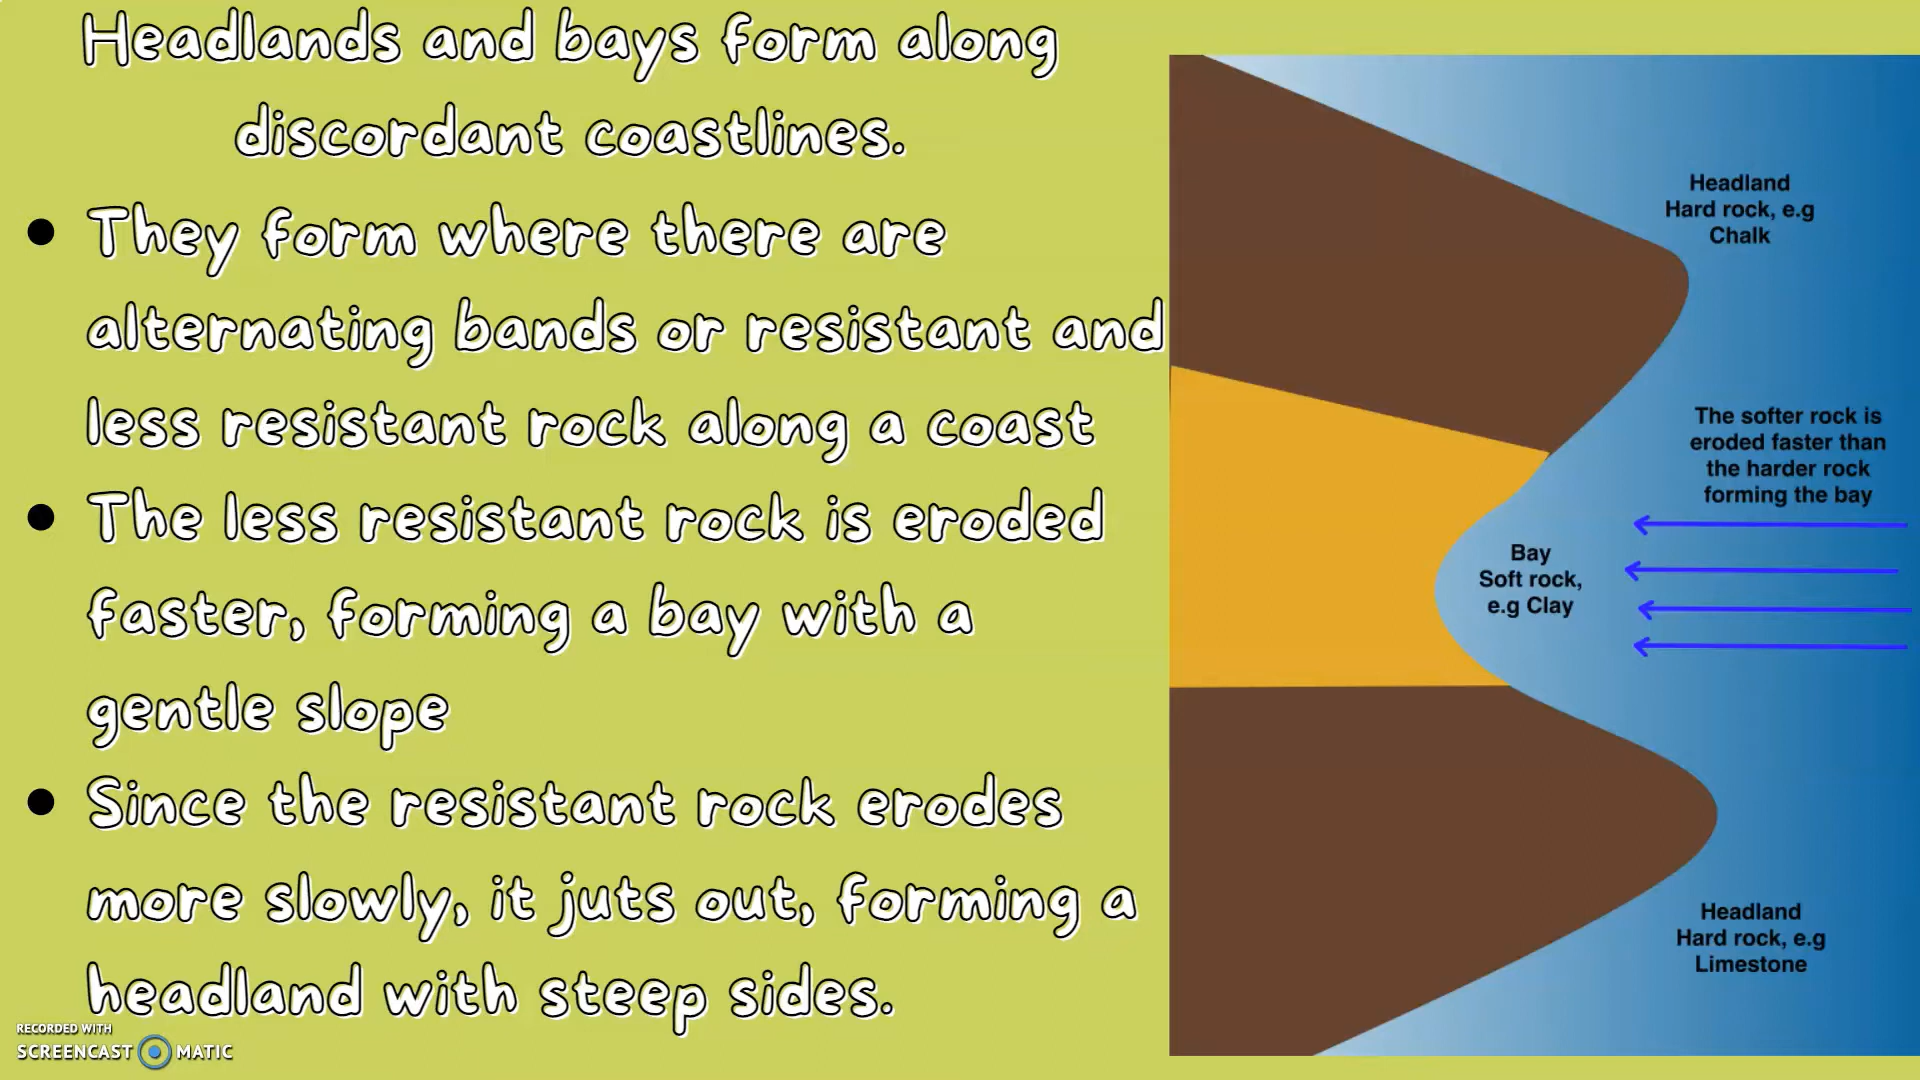 Headlands and bays form along
discordant coastlines.
● They form where there are
alternating bands or resistant and
less resistant rock along a coast
● The less resistant rock is eroded
faster, forming a bay with a
gentle slope
● Since the resistant rock erodes
more slowly, it juts out, forming a
headland with steep sides.
Headland
Hard rock, e.g
Chalk
The softer rock is
eroded faster than
the harder rock
forming the bay
Bay
Soft rock,
e.g Clay
Headland
Hard rock, e.g
Limestone
RECORDED WITH
SCREENCAST MATIC